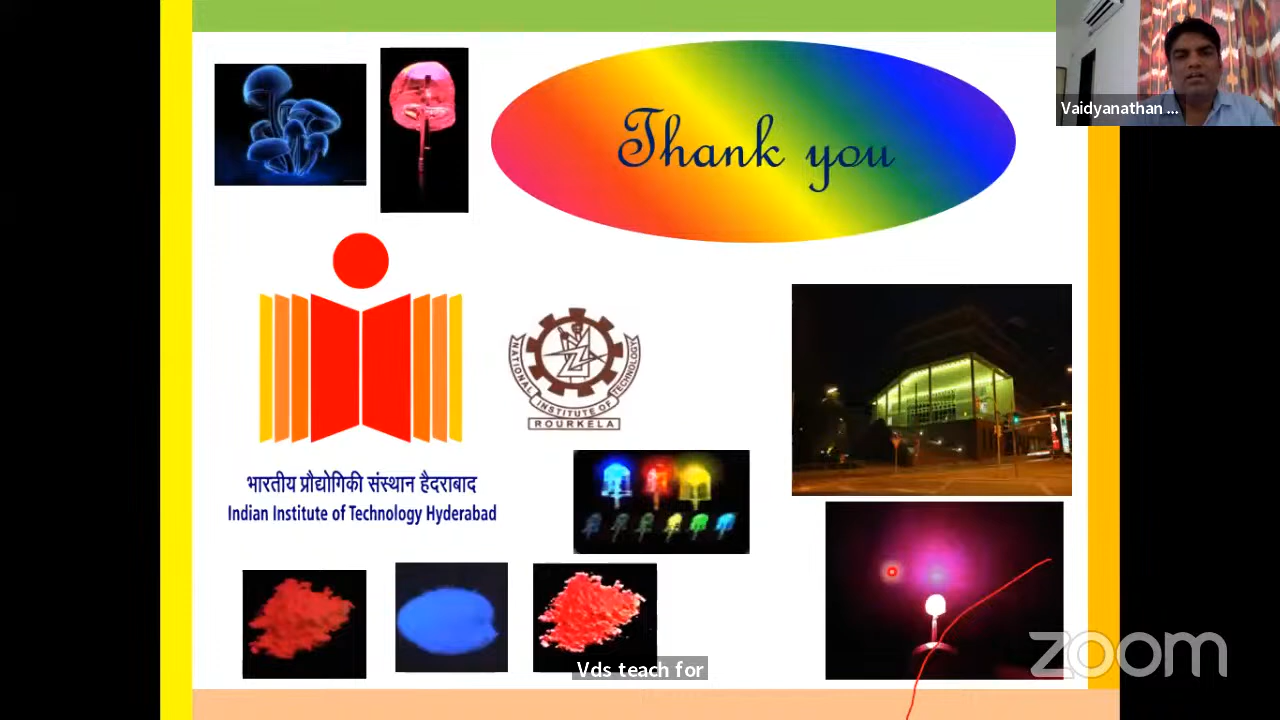 Thank you
Vaidyanathan ...
NATIONAL INSTITUTE OF TECHNOLOGY
ROURKELA
भारतीय प्रौद्योगिकी संस्थान हैदराबाद
Indian Institute of Technology Hyderabad
Vds teach for
zoom